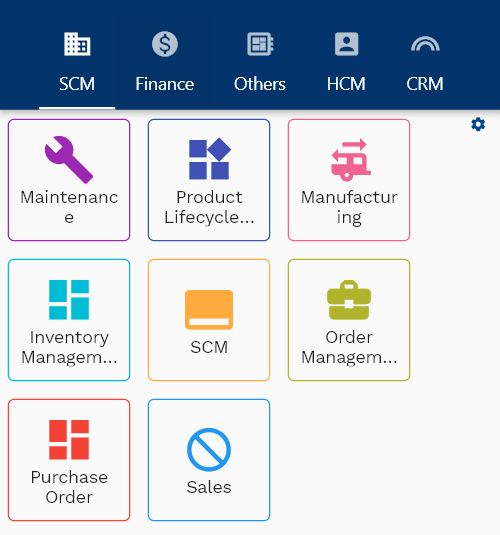 SCM Finance Others HCM CRM
Maintenanc
e
Product
Lifecycle...
Manufactur
ing
Inventory
Managem...
SCM
Order
Managem...
Purchase
Order
Sales